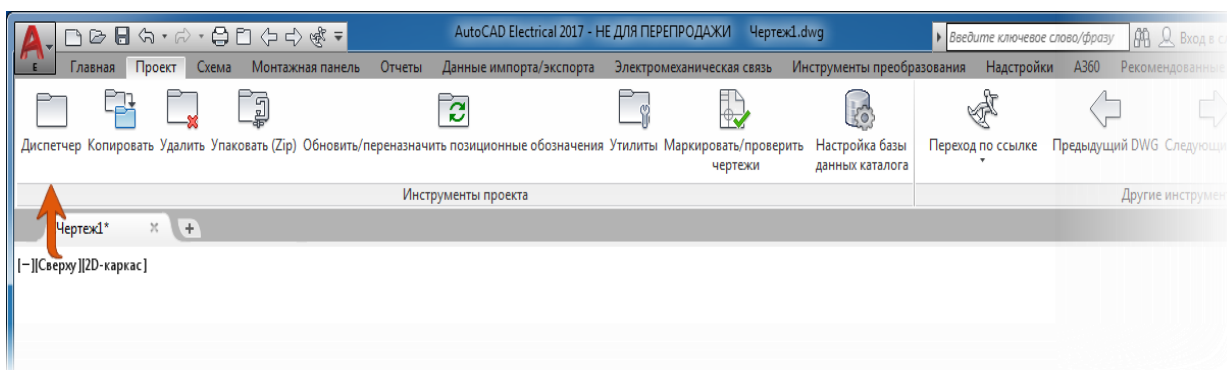 AutoCAD Electrical 2017 - НЕ ДЛЯ ПЕРЕПРОДАЖИ Чертеж1.dwg
Введите ключевое слово/фразу
Вход в
A
E
Главная Проект Схема Монтажная панель Отчеты Данные импорта/экспорта Электромеханическая связь Инструменты преобразования Надстройки A360 Рекомендованные
Диспетчер Копировать Удалить Упаковать (Zip) Обновить/переназначить позиционные обозначения Утилиты Маркировать/проверить чертежи Настройка базы данных каталога Переход по ссылке Предыдущий DWG
Инструменты проекта Другие
Чертеж1*
[−][Сверху][2D-каркас]